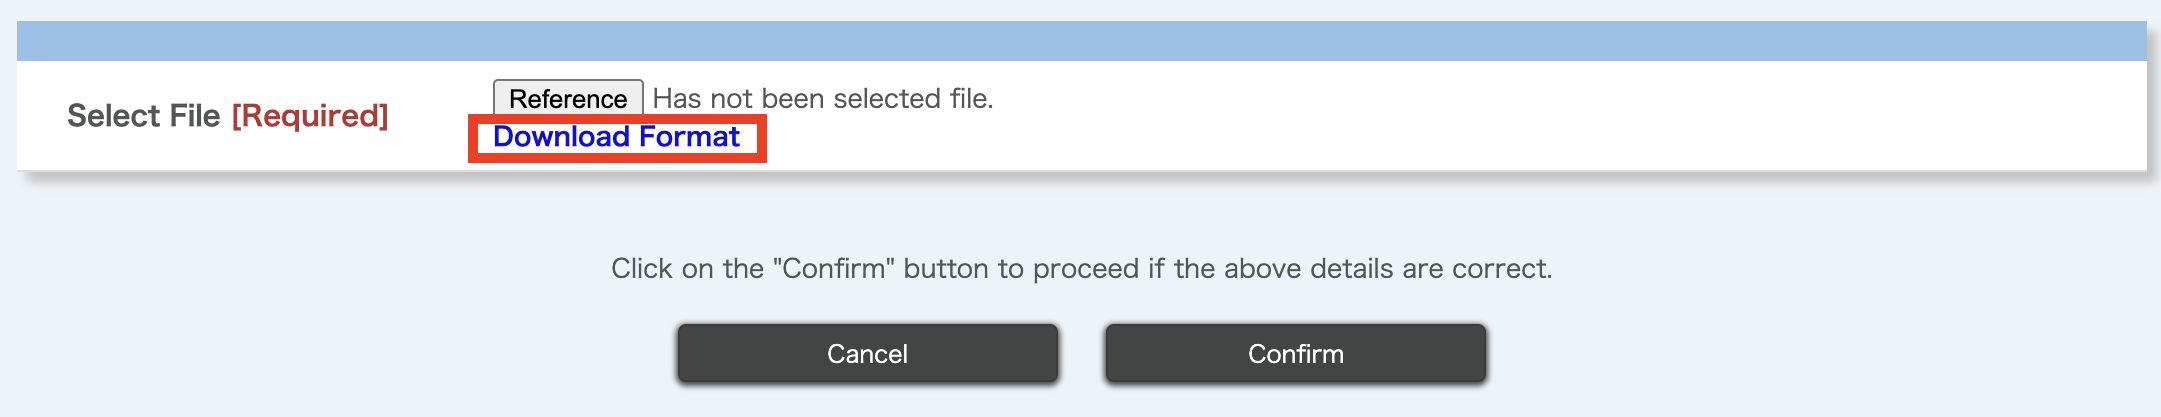 Select File [Required]
Reference Has not been selected file.
Download Format
Click on the "Confirm" button to proceed if the above details are correct.
Cancel
Confirm